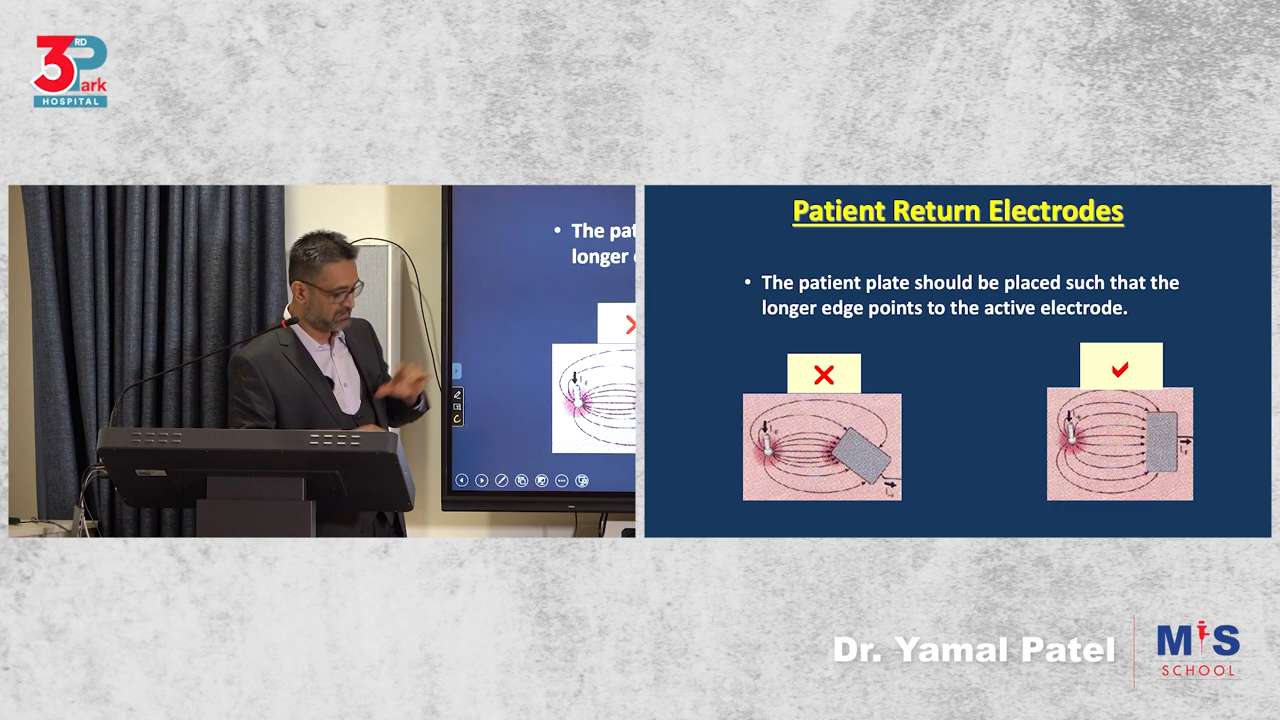 3RD Park
HOSPITAL
• The pat
longer
Patient Return Electrodes
• The patient plate should be placed such that the
longer edge points to the active electrode.
Dr. Yamal Patel
MIS
SCHOOL